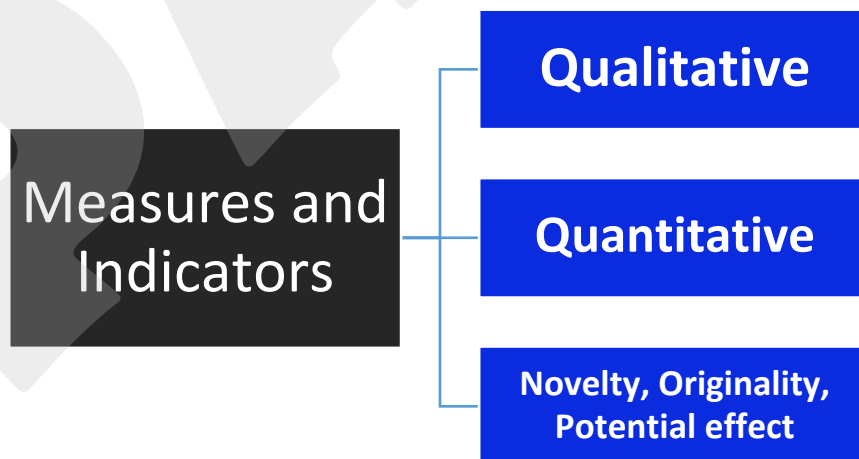 Measures and
Indicators
Qualitative
Quantitative
Novelty, Originality,
Potential effect